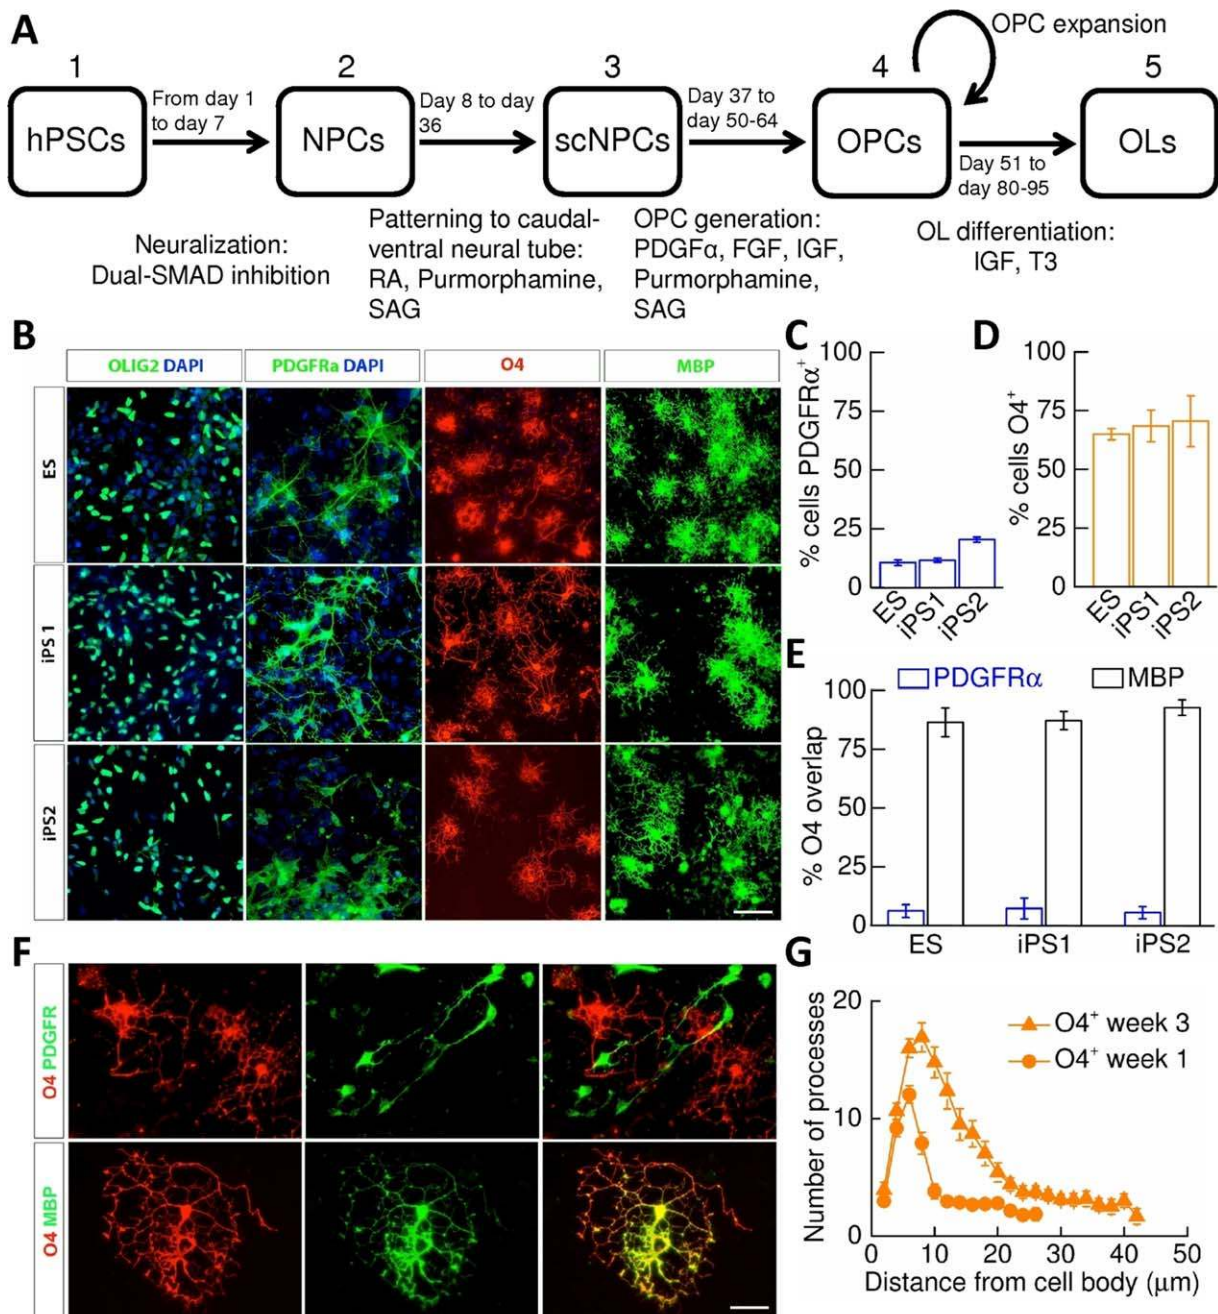 A
OPC expansion
1
2
3
4
5
hPSCs
From day 1
to day 7
NPCs
Day 8 to day
36
scNPCs
Day 37 to
day 50-64
OPCs
Day 51 to
day 80-95
OLs
Neuralization:
Dual-SMAD inhibition
Patterning to caudal-
ventral neural tube:
RA, Purmorphamine,
SAG
OPC generation:
PDGFα, FGF, IGF,
Purmorphamine,
SAG
OL differentiation:
IGF, T3
B
OLIG2 DAPI
PDGFRa DAPI
O4
MBP
ES
iPS 1
iPS2
C
% cells PDGFRα⁺
100
75
50
25
0
ES
iPS1
iPS2
D
% cells O4⁺
100
75
50
25
0
ES
iPS1
iPS2
E
PDGFRα
MBP
% O4 overlap
100
75
50
25
0
ES
iPS1
iPS2
F
O4 PDGFR
O4 MBP
G
Number of processes
20
10
0
O4⁺ week 3
O4⁺ week 1
0
10
20
30
40
50
Distance from cell body (μm)